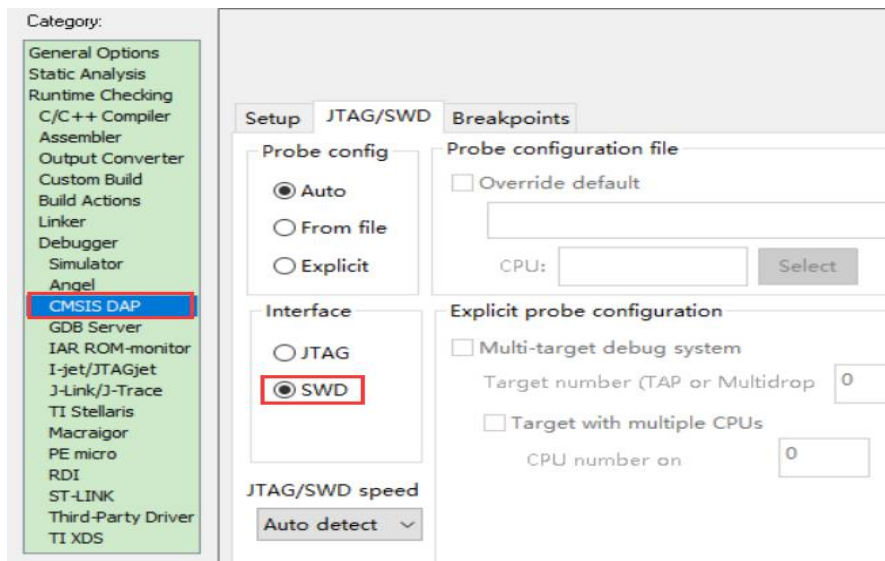 Category:
General Options
Static Analysis
Runtime Checking
C/C++ Compiler
Assembler
Output Converter
Custom Build
Build Actions
Linker
Debugger
Simulator
Angel
CMSIS DAP
GDB Server
IAR ROM-monitor
I-jet/JTAGjet
J-Link/J-Trace
TI Stellaris
Macraigor
PE micro
RDI
ST-LINK
Third-Party Driver
TI XDS
Setup JTAG/SWD Breakpoints
Probe config
Auto
From file
Explicit
Probe configuration file
Override default
CPU: Select
Interface
JTAG
SWD
Explicit probe configuration
Multi-target debug system
Target number (TAP or Multidrop 0
Target with multiple CPUs
CPU number on 0
JTAG/SWD speed
Auto detect